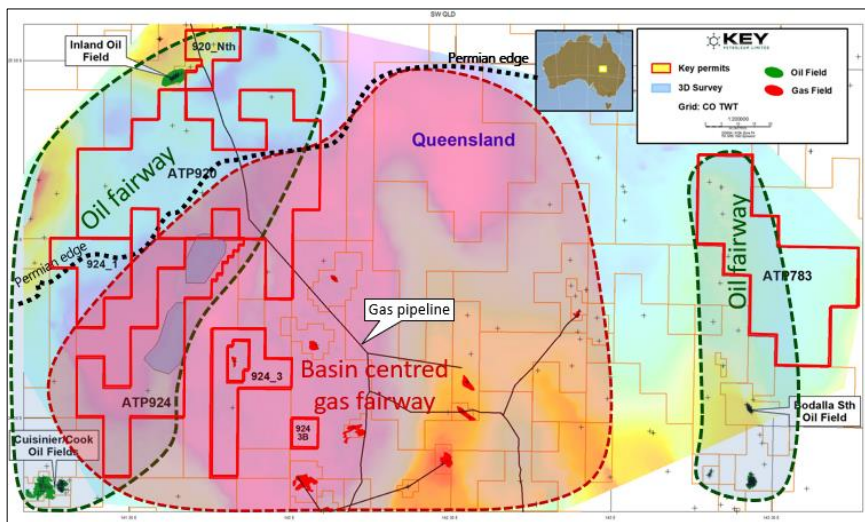 SW QLD
Inland Oil
Field
920_Nth
Permian edge
KEY
PETROLEUM LIMITED
Key permits
Oil Field
3D Survey
Gas Field
Grid: CO TWT
Queensland
ATP920
Oil fairway
Permian edge
924_1
Oil fairway
ATP783
Gas pipeline
924_3
Basin centred
gas fairway
ATP924
924
3B
Cuisinier/Cook
Oil Fields
Bodalla Sth
Oil Field